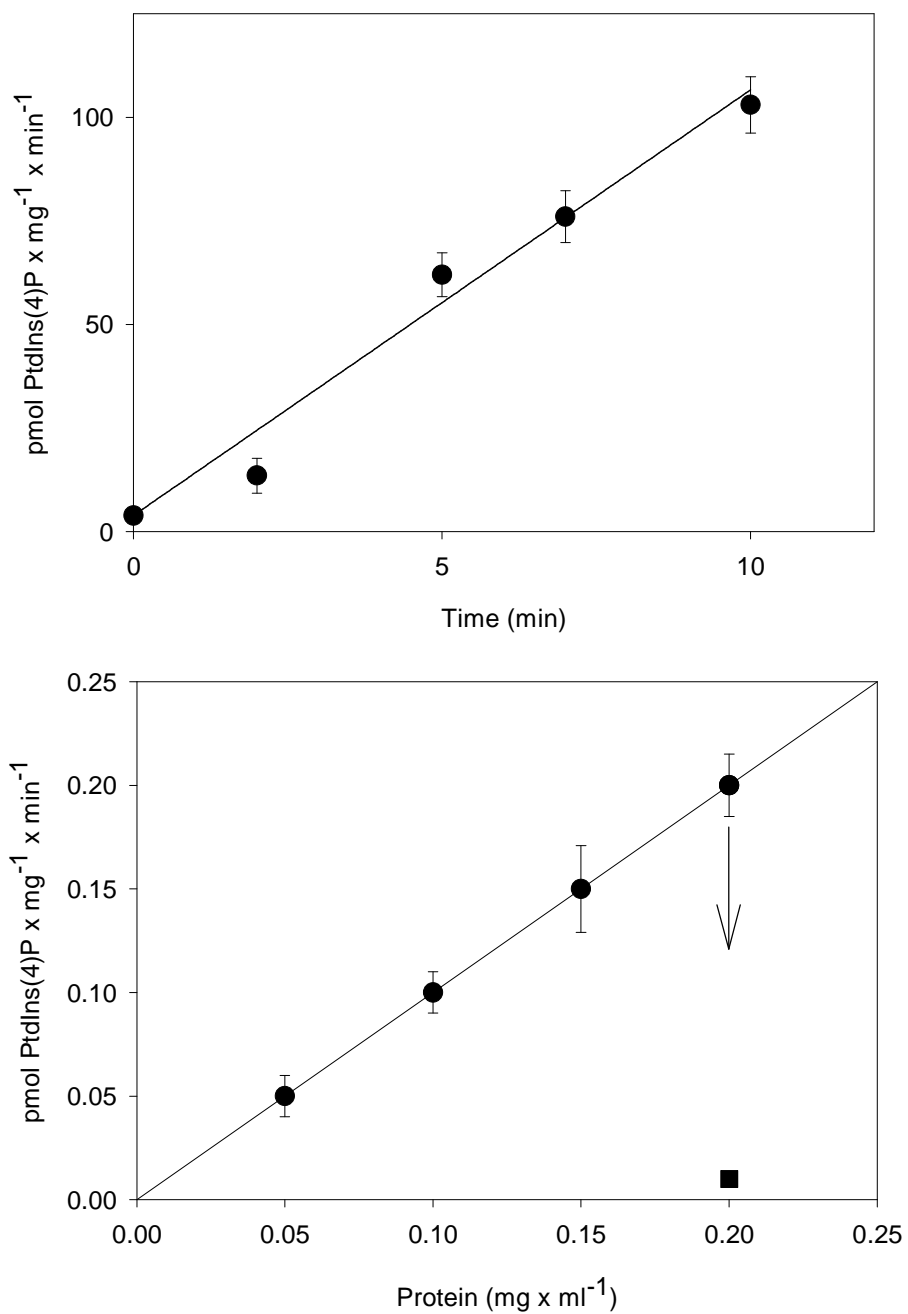 pmol PtdIns(4)P x mg⁻¹ x min⁻¹
100
50
0
0 5 10
Time (min)
pmol PtdIns(4)P x mg⁻¹ x min⁻¹
0.25
0.20
0.15
0.10
0.05
0.00
0.00 0.05 0.10 0.15 0.20 0.25
Protein (mg x ml⁻¹)